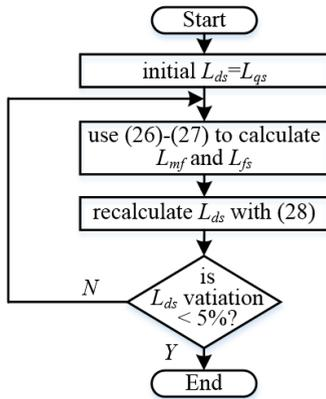 Start
initial Lds=Lqs
use (26)-(27) to calculate
Lmf and Lfs
recalculate Lds with (28)
is
Lds vatiation
< 5%?
N
Y
End